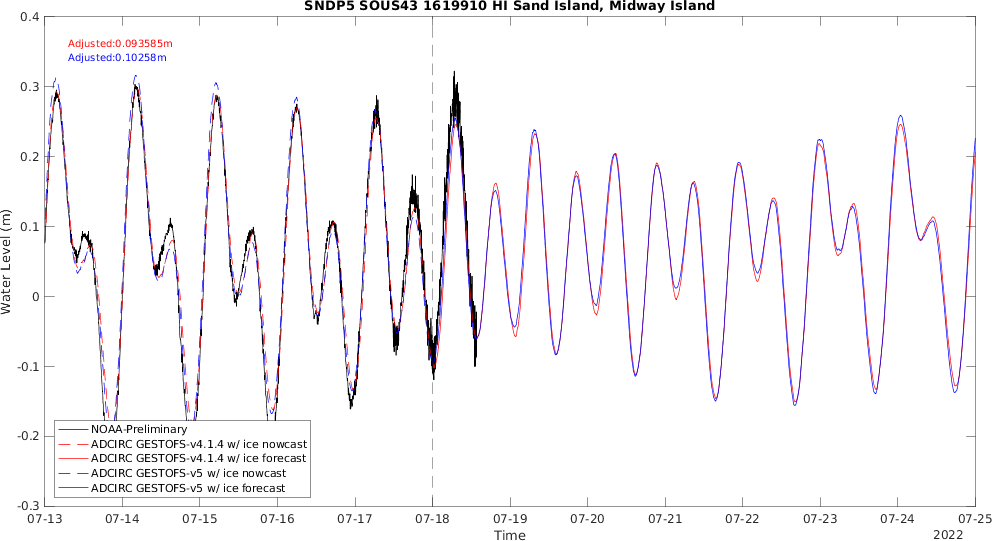 SNDP5 SOUS43 1619910 HI Sand Island, Midway Island
Adjusted:0.093585m
Adjusted:0.10258m
0.4
0.3
0.2
0.1
0
-0.1
-0.2
-0.3
Water Level (m)
NOAA-Preliminary
ADCIRC GESTOFS-v4.1.4 w/ ice nowcast
ADCIRC GESTOFS-v4.1.4 w/ ice forecast
ADCIRC GESTOFS-v5 w/ ice nowcast
ADCIRC GESTOFS-v5 w/ ice forecast
07-13 07-14 07-15 07-16 07-17 07-18 07-19 07-20 07-21 07-22 07-23 07-24 07-25
Time
2022